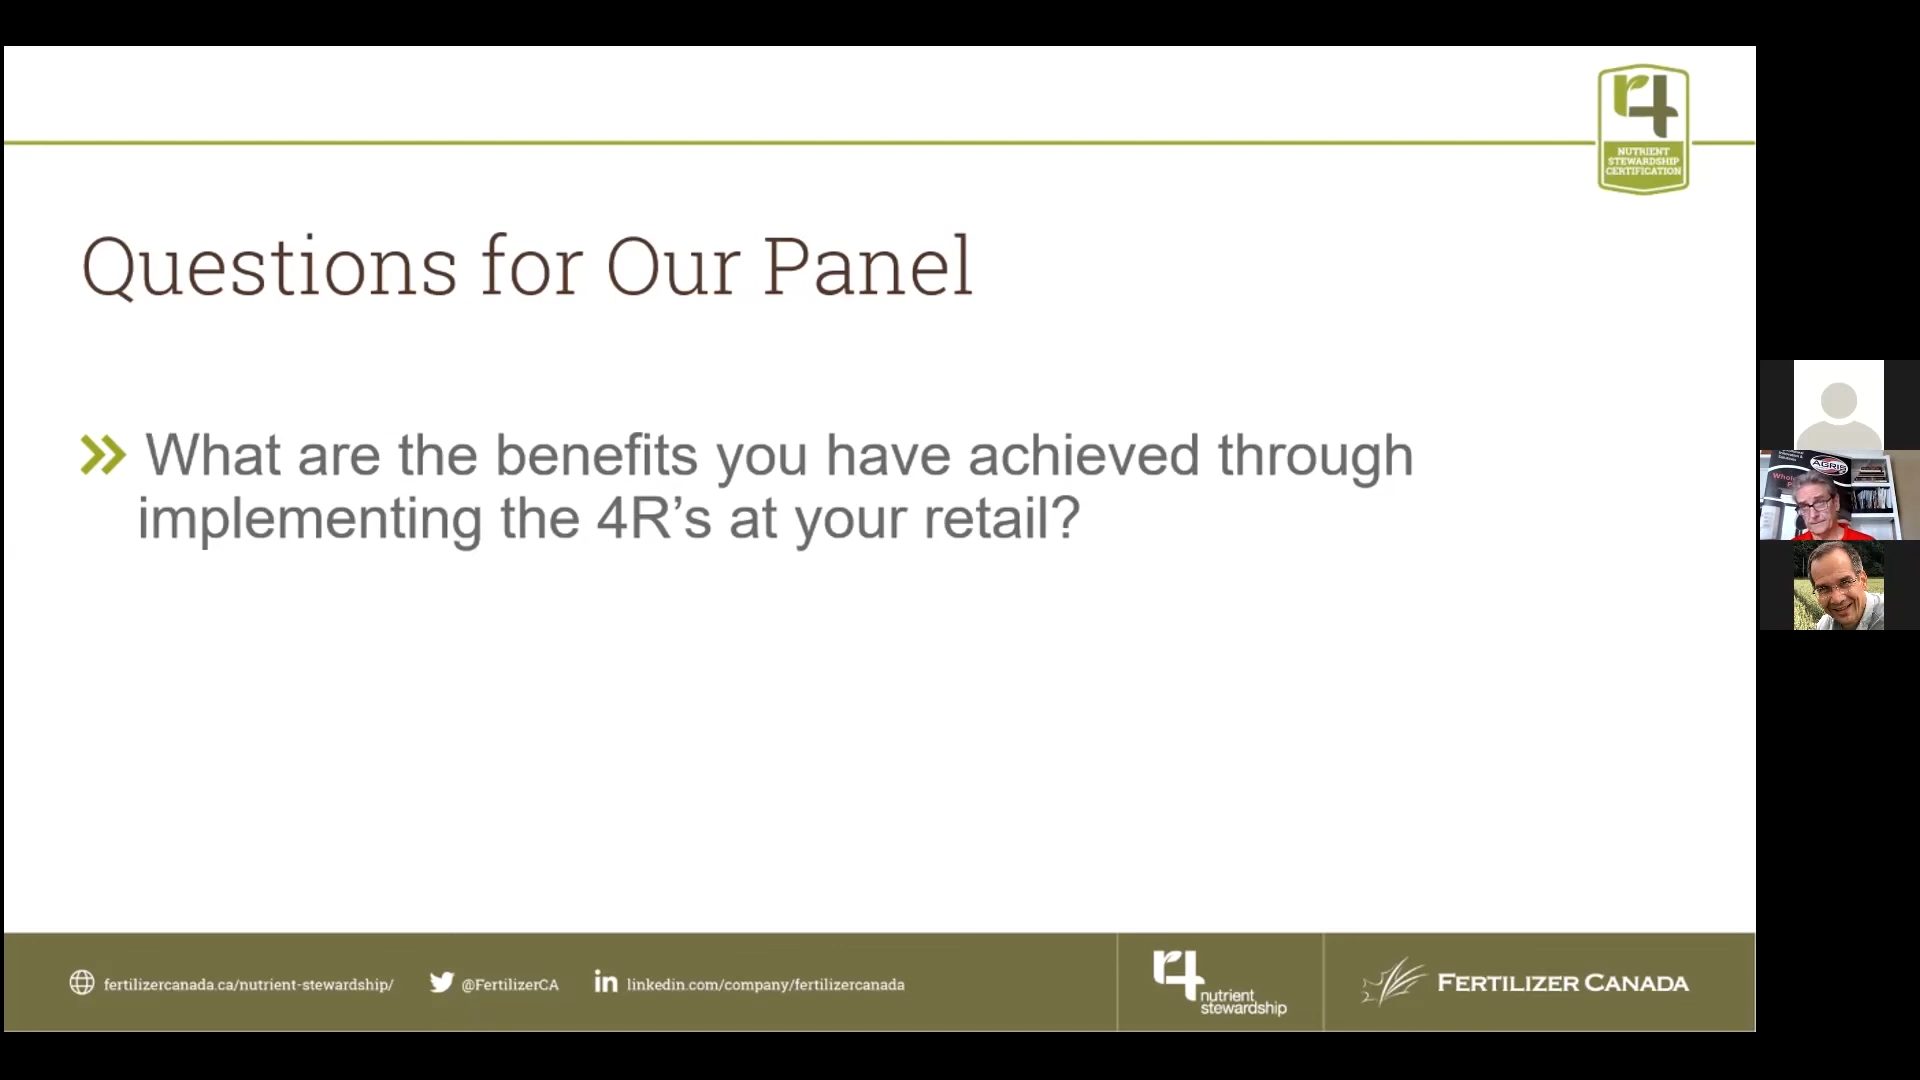 NUTRIENT
STEWARDSHIP
CERTIFICATION
Questions for Our Panel
What are the benefits you have achieved through
implementing the 4R’s at your retail?
AGRIS
fertilizercanada.ca/nutrient-stewardship/
@FertilizerCA
linkedin.com/company/fertilizercanada
nutrient
stewardship
FERTILIZER CANADA